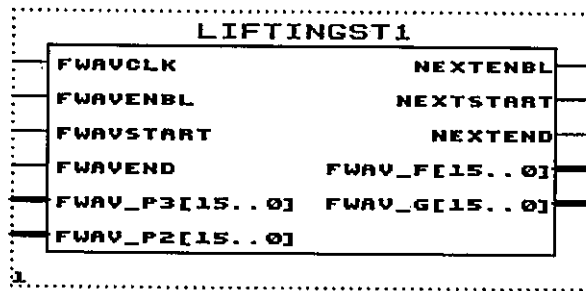 LIFTINGST1
FWAVCLK NEXTENBL
FWAVENBL NEXTSTART
FWAVSTART NEXTEND
FWAVEND FWAV_F[15..0]
FWAV_P3[15..0] FWAV_G[15..0]
FWAV_P2[15..0]
1